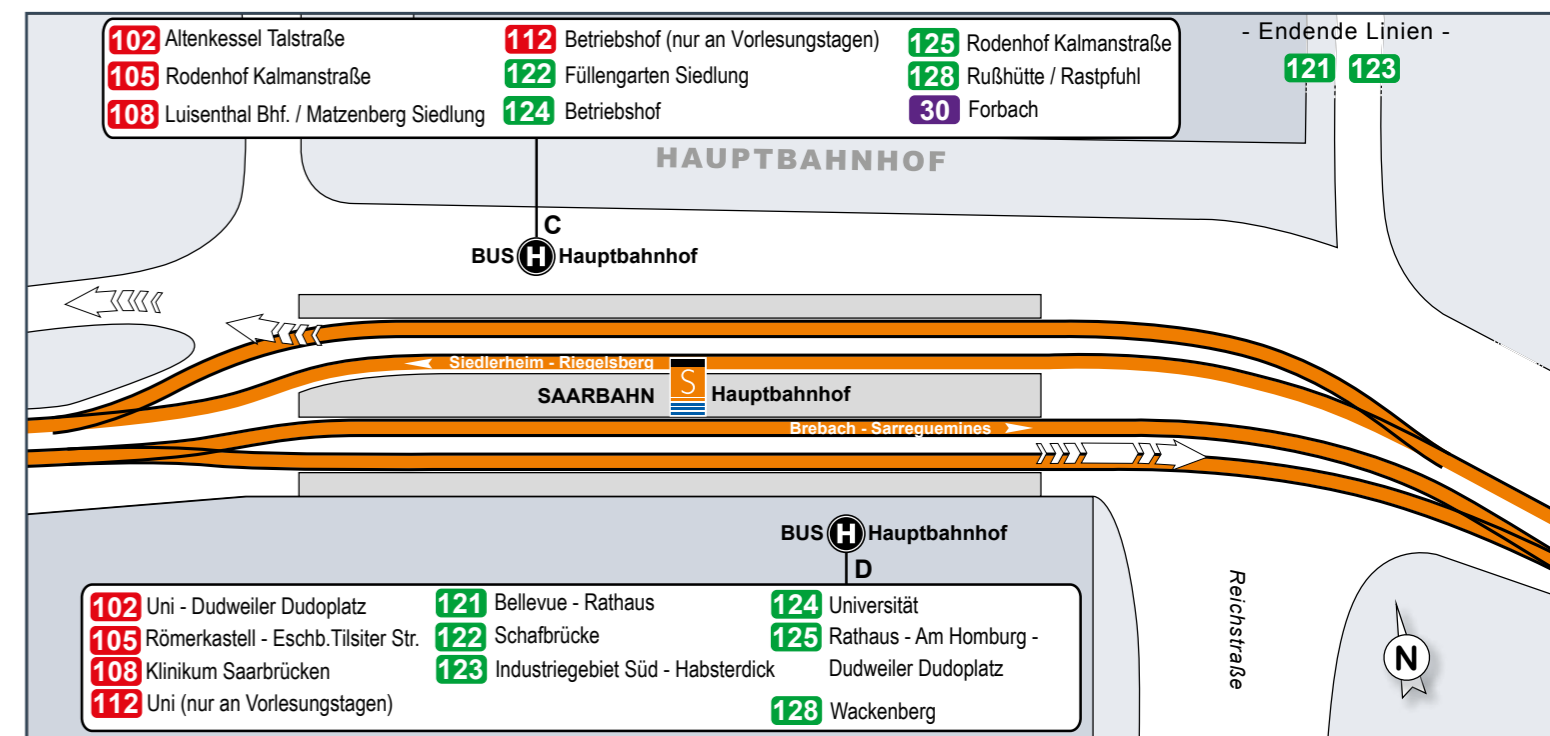 102 Altenkessel Talstraße
105 Rodenhof Kalmanstraße
108 Luisenthal Bhf. / Matzenberg Siedlung
112 Betriebshof (nur an Vorlesungstagen)
122 Füllengarten Siedlung
124 Betriebshof
125 Rodenhof Kalmanstraße
128 Rußhütte / Rastpfuhl
30 Forbach
- Endende Linien -
121 123
HAUPTBAHNHOF
C
BUS H Hauptbahnhof
Siedlerheim - Riegelsberg
SAARBAHN S Hauptbahnhof
Brebach - Sarreguemines
BUS H Hauptbahnhof
D
102 Uni - Dudweiler Dudoplatz
105 Römerkastell - Eschb.Tilsiter Str.
108 Klinikum Saarbrücken
112 Uni (nur an Vorlesungstagen)
121 Bellevue - Rathaus
122 Schafbrücke
123 Industriegebiet Süd - Habsterdick
124 Universität
125 Rathaus - Am Homburg -
Dudweiler Dudoplatz
128 Wackenberg
Reichstraße
N